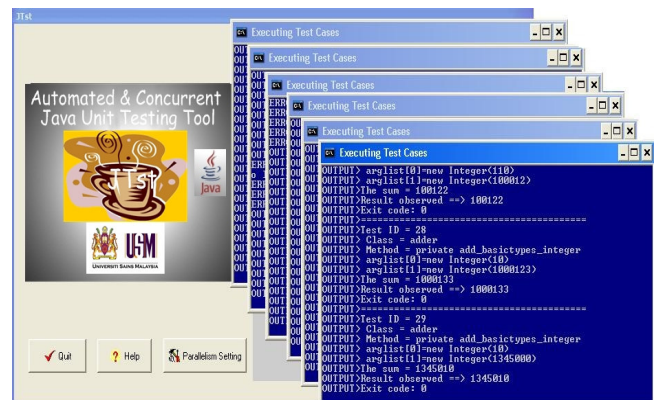 JTst
Automated & Concurrent
Java Unit Testing Tool
JTst
Java
USM
UNIVERSITI SAINS MALAYSIA
Quit
Help
Parallelism Setting
Executing Test Cases
Executing Test Cases
Executing Test Cases
Executing Test Cases
Executing Test Cases
Executing Test Cases
OUTPUT> arglist[0]=new Integer(110)
OUTPUT> arglist[1]=new Integer(100012)
OUTPUT>The sum = 100122
OUTPUT>Result observed ==> 100122
OUTPUT>Exit code: 0
OUTPUT>=========================================
OUTPUT>Test ID = 28
OUTPUT> Class = adder
OUTPUT> Method = private add_basictypes_integer
OUTPUT> arglist[0]=new Integer(10)
OUTPUT> arglist[1]=new Integer(1000123)
OUTPUT>The sum = 1000133
OUTPUT>Result observed ==> 1000133
OUTPUT>Exit code: 0
OUTPUT>=========================================
OUTPUT>Test ID = 29
OUTPUT> Class = adder
OUTPUT> Method = private add_basictypes_integer
OUTPUT> arglist[0]=new Integer(10)
OUTPUT> arglist[1]=new Integer(1345000)
OUTPUT>The sum = 1345010
OUTPUT>Result observed ==> 1345010
OUTPUT>Exit code: 0